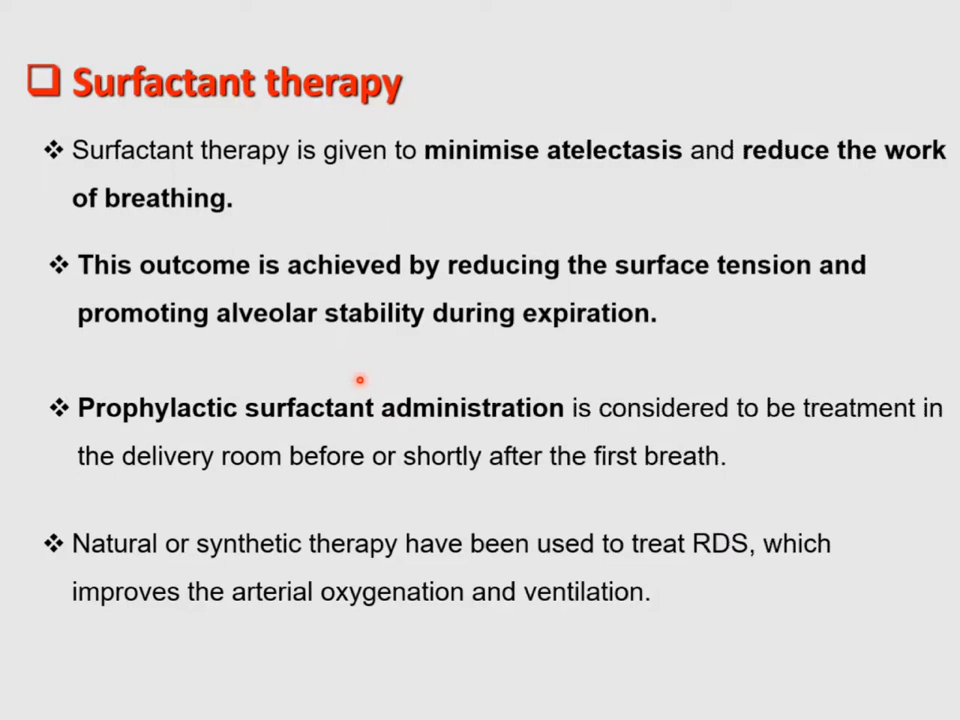 Surfactant therapy
Surfactant therapy is given to minimise atelectasis and reduce the work
of breathing.
This outcome is achieved by reducing the surface tension and
promoting alveolar stability during expiration.
Prophylactic surfactant administration is considered to be treatment in
the delivery room before or shortly after the first breath.
Natural or synthetic therapy have been used to treat RDS, which
improves the arterial oxygenation and ventilation.